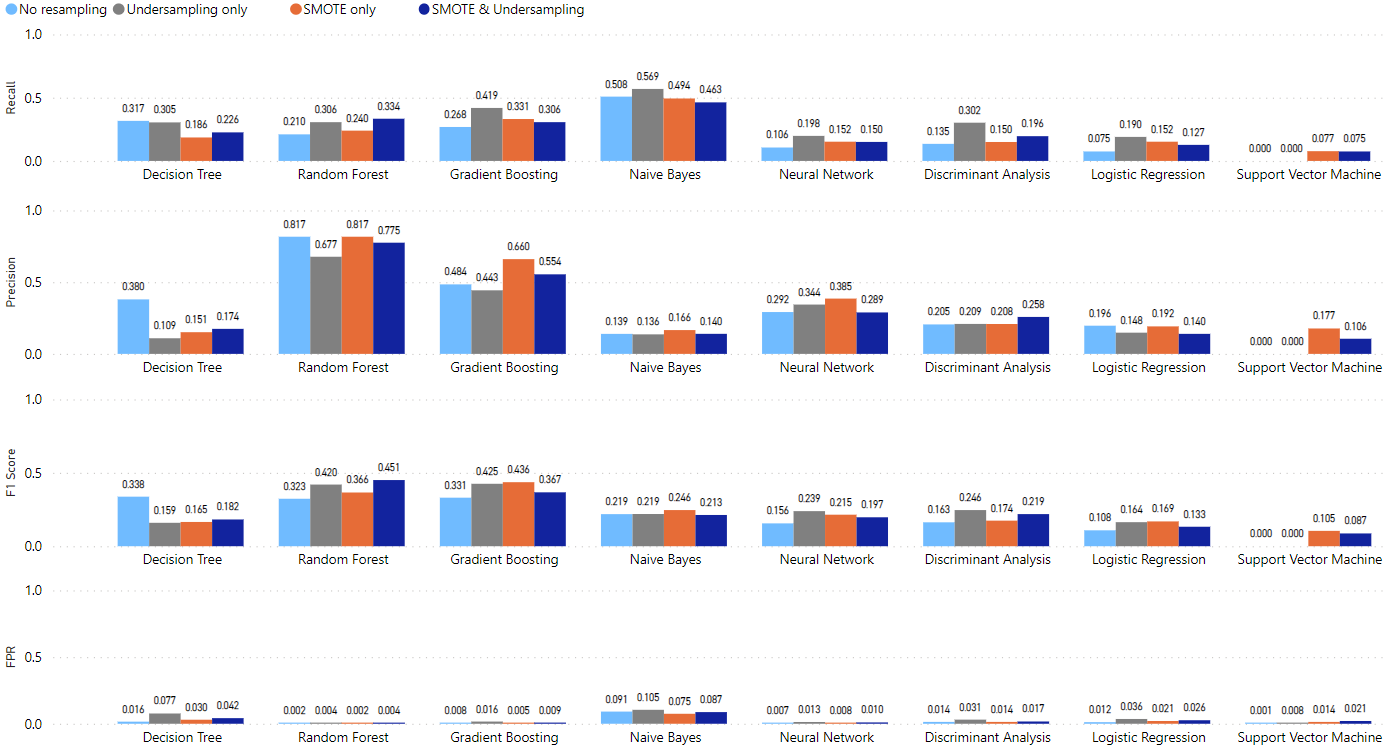 No resampling Undersampling only SMOTE only SMOTE & Undersampling
1.0
Recall
0.5
0.0
0.317 0.305 0.186 0.226 0.210 0.306 0.240 0.334 0.268 0.419 0.331 0.306 0.508 0.569 0.494 0.463 0.106 0.198 0.152 0.150 0.135 0.302 0.150 0.196 0.075 0.190 0.152 0.127 0.000 0.000 0.077 0.075
Decision Tree Random Forest Gradient Boosting Naive Bayes Neural Network Discriminant Analysis Logistic Regression Support Vector Machine
1.0
Precision
0.5
0.0
0.380 0.109 0.151 0.174 0.817 0.677 0.817 0.775 0.484 0.443 0.660 0.554 0.139 0.136 0.166 0.140 0.292 0.344 0.385 0.289 0.205 0.209 0.208 0.258 0.196 0.148 0.192 0.140 0.000 0.000 0.177 0.106
Decision Tree Random Forest Gradient Boosting Naive Bayes Neural Network Discriminant Analysis Logistic Regression Support Vector Machine
1.0
F1 Score
0.5
0.0
0.338 0.159 0.165 0.182 0.323 0.420 0.366 0.451 0.331 0.425 0.436 0.367 0.219 0.219 0.246 0.213 0.156 0.239 0.215 0.197 0.163 0.246 0.174 0.219 0.108 0.164 0.169 0.133 0.000 0.000 0.105 0.087
Decision Tree Random Forest Gradient Boosting Naive Bayes Neural Network Discriminant Analysis Logistic Regression Support Vector Machine
1.0
FPR
0.5
0.0
0.016 0.077 0.030 0.042 0.002 0.004 0.002 0.004 0.008 0.016 0.005 0.009 0.091 0.105 0.075 0.087 0.007 0.013 0.008 0.010 0.014 0.031 0.014 0.017 0.012 0.036 0.021 0.026 0.001 0.008 0.014 0.021
Decision Tree Random Forest Gradient Boosting Naive Bayes Neural Network Discriminant Analysis Logistic Regression Support Vector Machine